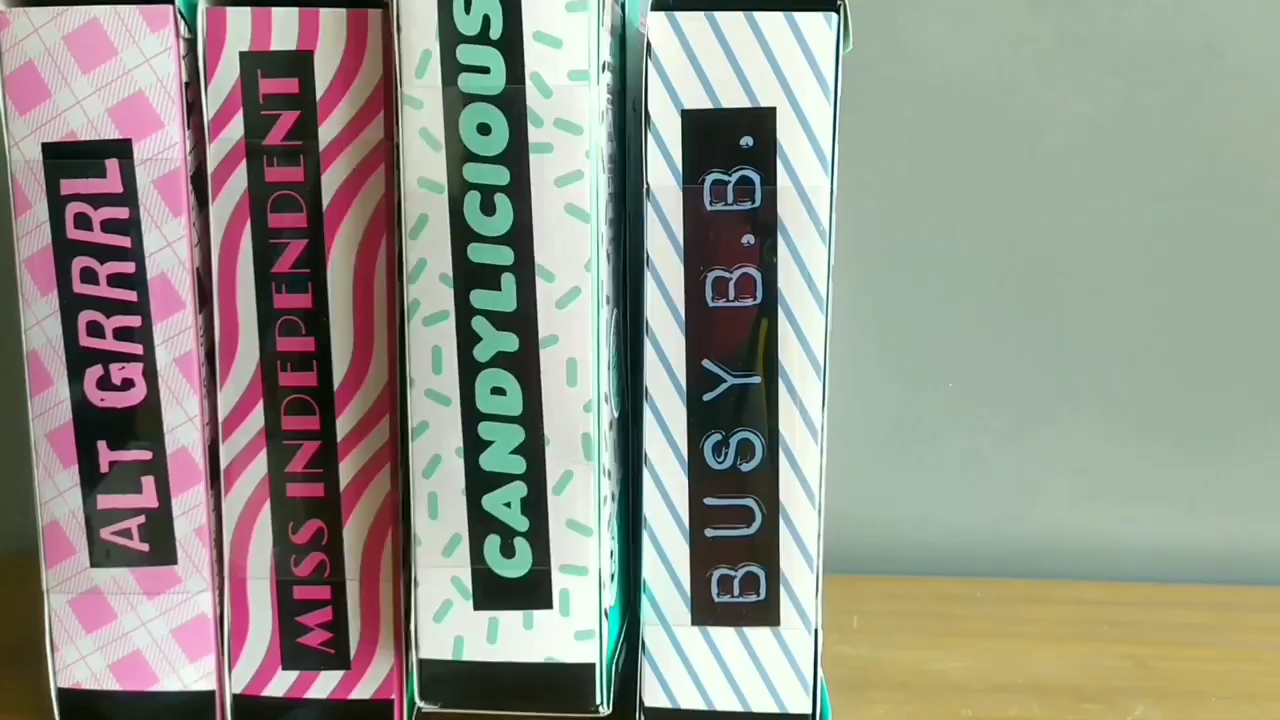 ALT GRRRL
MISS INDEPENDENT
CANDYLICIOUS
BUSY B.B.